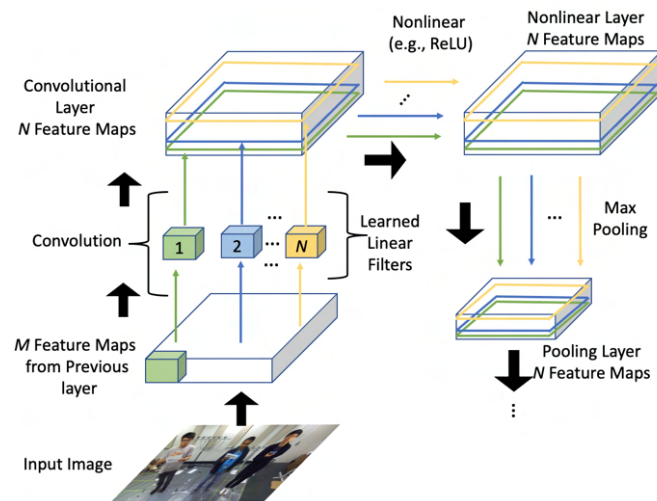 Nonlinear
(e.g., ReLU)
Nonlinear Layer
N Feature Maps
...
Convolutional
Layer
N Feature Maps
Convolution
1
2
...
...
N
Learned
Linear
Filters
...
Max
Pooling
M Feature Maps
from Previous
layer
Pooling Layer
N Feature Maps
...
Input Image